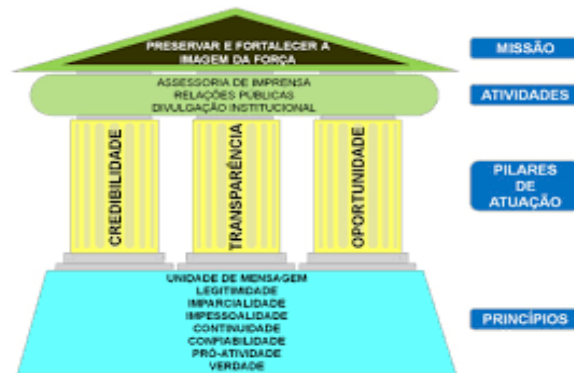 PRESERVAR E FORTALECER A
IMAGEM DA FORÇA
MISSÃO
ASSESSORIA DE IMPRENSA
RELAÇÕES PÚBLICAS
DIVULGAÇÃO INSTITUCIONAL
ATIVIDADES
CREDIBILIDADE
TRANSPARÊNCIA
OPORTUNIDADE
PILARES
DE
ATUAÇÃO
UNIDADE DE MENSAGEM
LEGITIMIDADE
IMPARCIALIDADE
IMPESSOALIDADE
CONTINUIDADE
CONFIABILIDADE
PRÓ-ATIVIDADE
VERDADE
PRINCÍPIOS